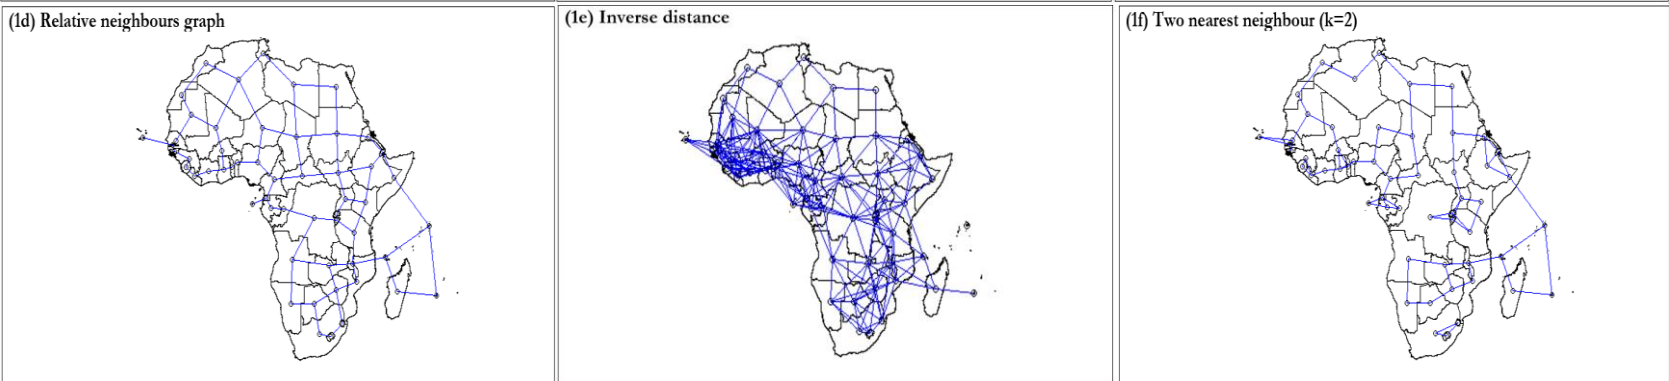 (1d) Relative neighbours graph
(1e) Inverse distance
(1f) Two nearest neighbour (k=2)